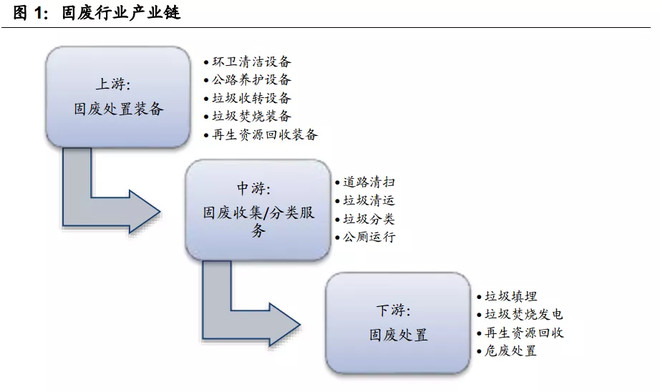 图 1：固废行业产业链
上游：
固废处置装备
•环卫清洁设备
•公路养护设备
•垃圾收转设备
•垃圾焚烧装备
•再生资源回收装备
中游：
固废收集/分类服
务
•道路清扫
•垃圾清运
•垃圾分类
•公厕运行
下游：
固废处置
•垃圾填埋
•垃圾焚烧发电
•再生资源回收
•危废处置